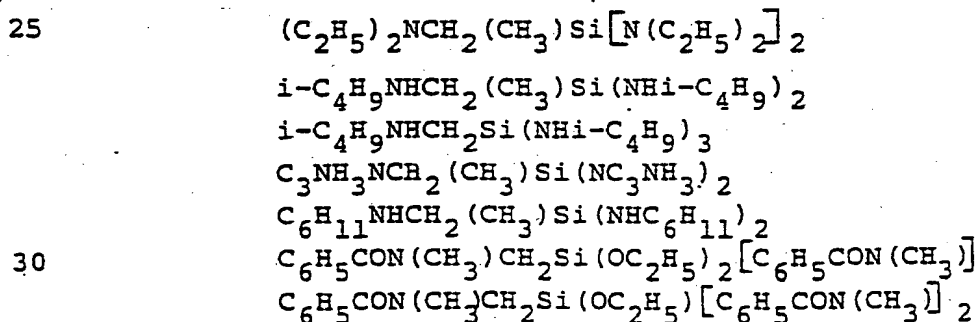 25 (C₂H₅)₂NCH₂(CH₃)Si[N(C₂H₅)₂]₂
i-C₄H₉NHCH₂(CH₃)Si(NHi-C₄H₉)₂
i-C₄H₉NHCH₂Si(NHi-C₄H₉)₃
C₃NH₃NCH₂(CH₃)Si(NC₃NH₃)₂
C₆H₁₁NHCH₂(CH₃)Si(NHC₆H₁₁)₂
30 C₆H₅CON(CH₃)CH₂Si(OC₂H₅)₂[C₆H₅CON(CH₃)]
C₆H₅CON(CH₃)CH₂Si(OC₂H₅)[C₆H₅CON(CH₃)]₂